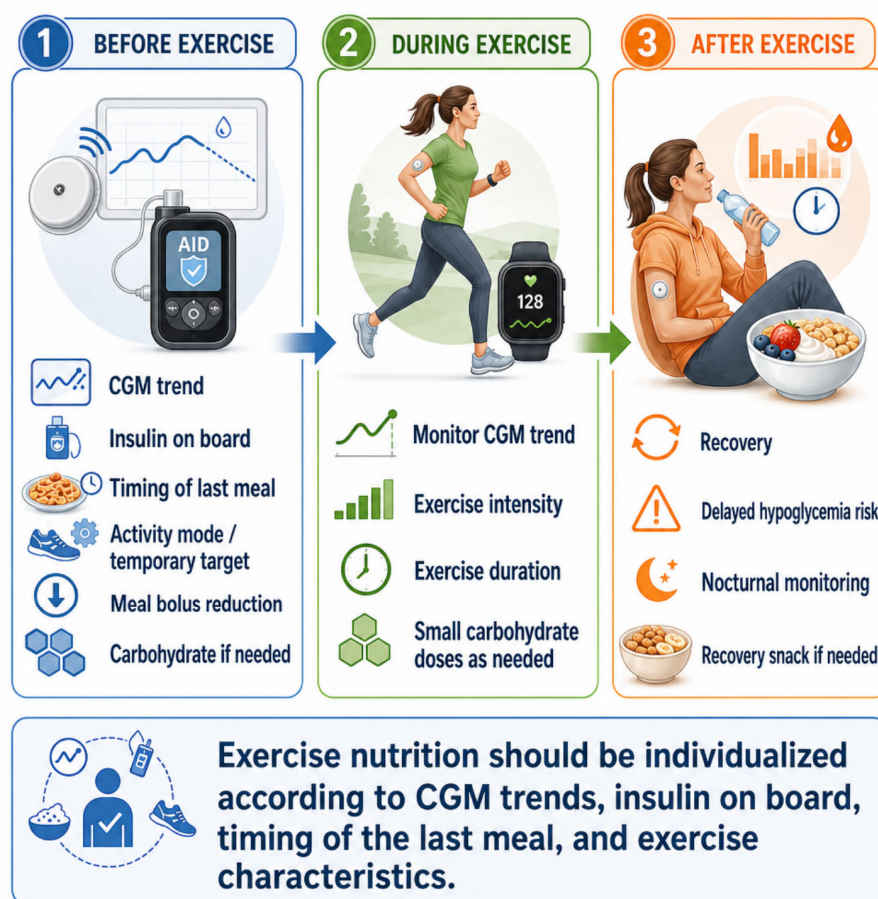 1 BEFORE EXERCISE
AID
CGM trend
Insulin on board
Timing of last meal
Activity mode /
temporary target
Meal bolus reduction
Carbohydrate if needed
2 DURING EXERCISE
128
Monitor CGM trend
Exercise intensity
Exercise duration
Small carbohydrate
doses as needed
3 AFTER EXERCISE
Recovery
Delayed hypoglycemia risk
Nocturnal monitoring
Recovery snack if needed
Exercise nutrition should be individualized
according to CGM trends, insulin on board,
timing of the last meal, and exercise
characteristics.